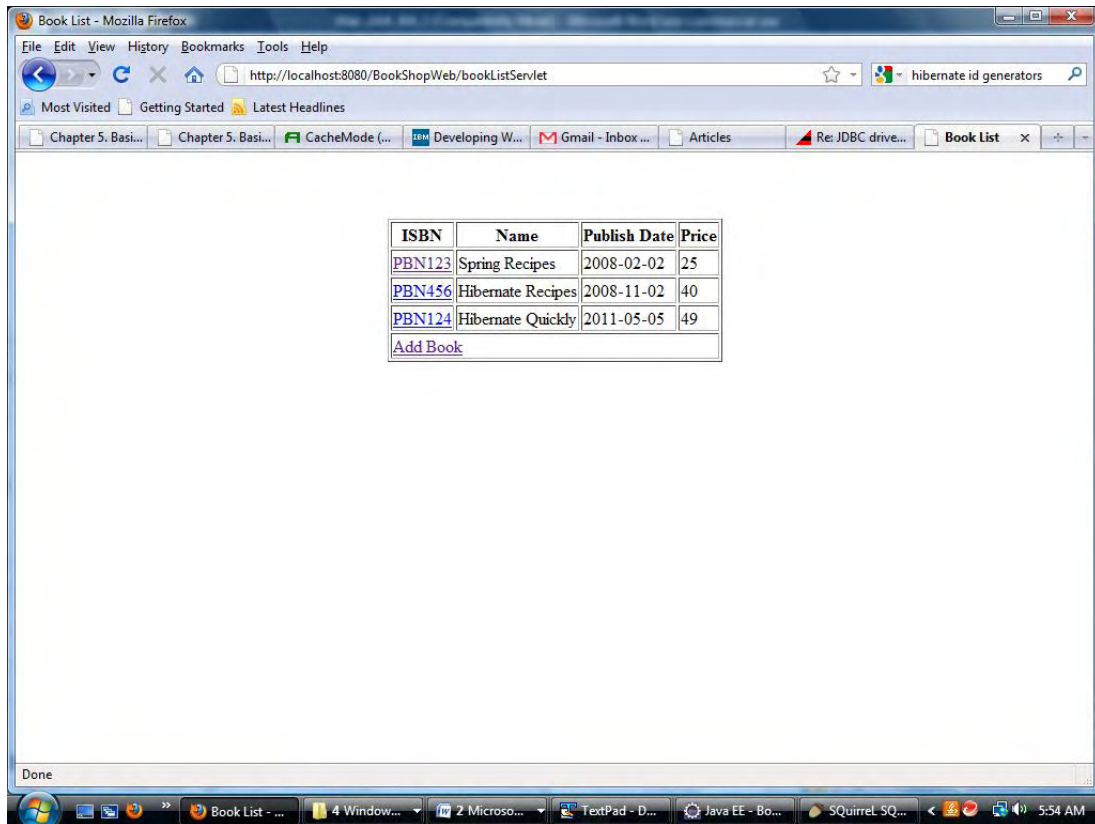 Book List - Mozilla Firefox
File Edit View History Bookmarks Tools Help
http://localhost:8080/BookShopWeb/bookListServlet
hibernate id generators
Most Visited Getting Started Latest Headlines
Chapter 5. Basi... Chapter 5. Basi... CacheMode (... IBM Developing W... Gmail - Inbox ... Articles Re: JDBC drive... Book List
ISBN Name Publish Date Price
PBN123 Spring Recipes 2008-02-02 25
PBN456 Hibernate Recipes 2008-11-02 40
PBN124 Hibernate Quickly 2011-05-05 49
Add Book
Done
Book List - ... 4 Window... 2 Microso... TextPad - D... Java EE - Bo... SQuirreL SQ... 5:54 AM